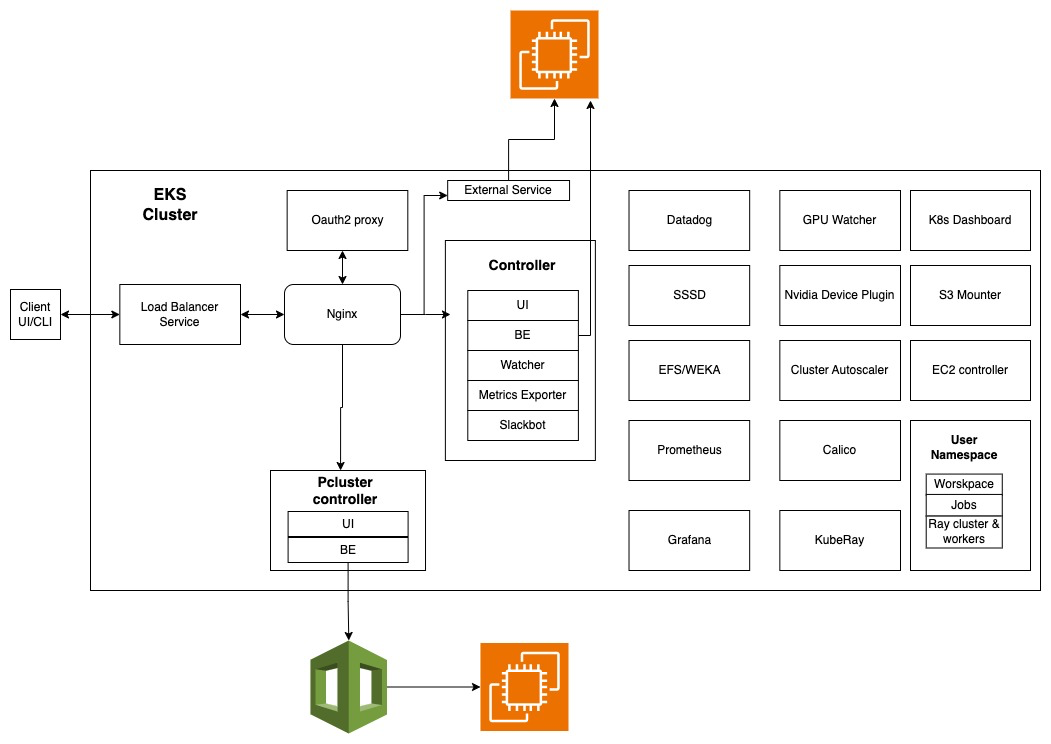 EKS
Cluster
External Service
Oauth2 proxy
Client
UI/CLI
Load Balancer
Service
Nginx
Controller
UI
BE
Watcher
Metrics Exporter
Slackbot
Pcluster
controller
UI
BE
Datadog
GPU Watcher
K8s Dashboard
SSSD
Nvidia Device Plugin
S3 Mounter
EFS/WEKA
Cluster Autoscaler
EC2 controller
Prometheus
Calico
User
Namespace
Worskpace
Jobs
Ray cluster &
workers
Grafana
KubeRay